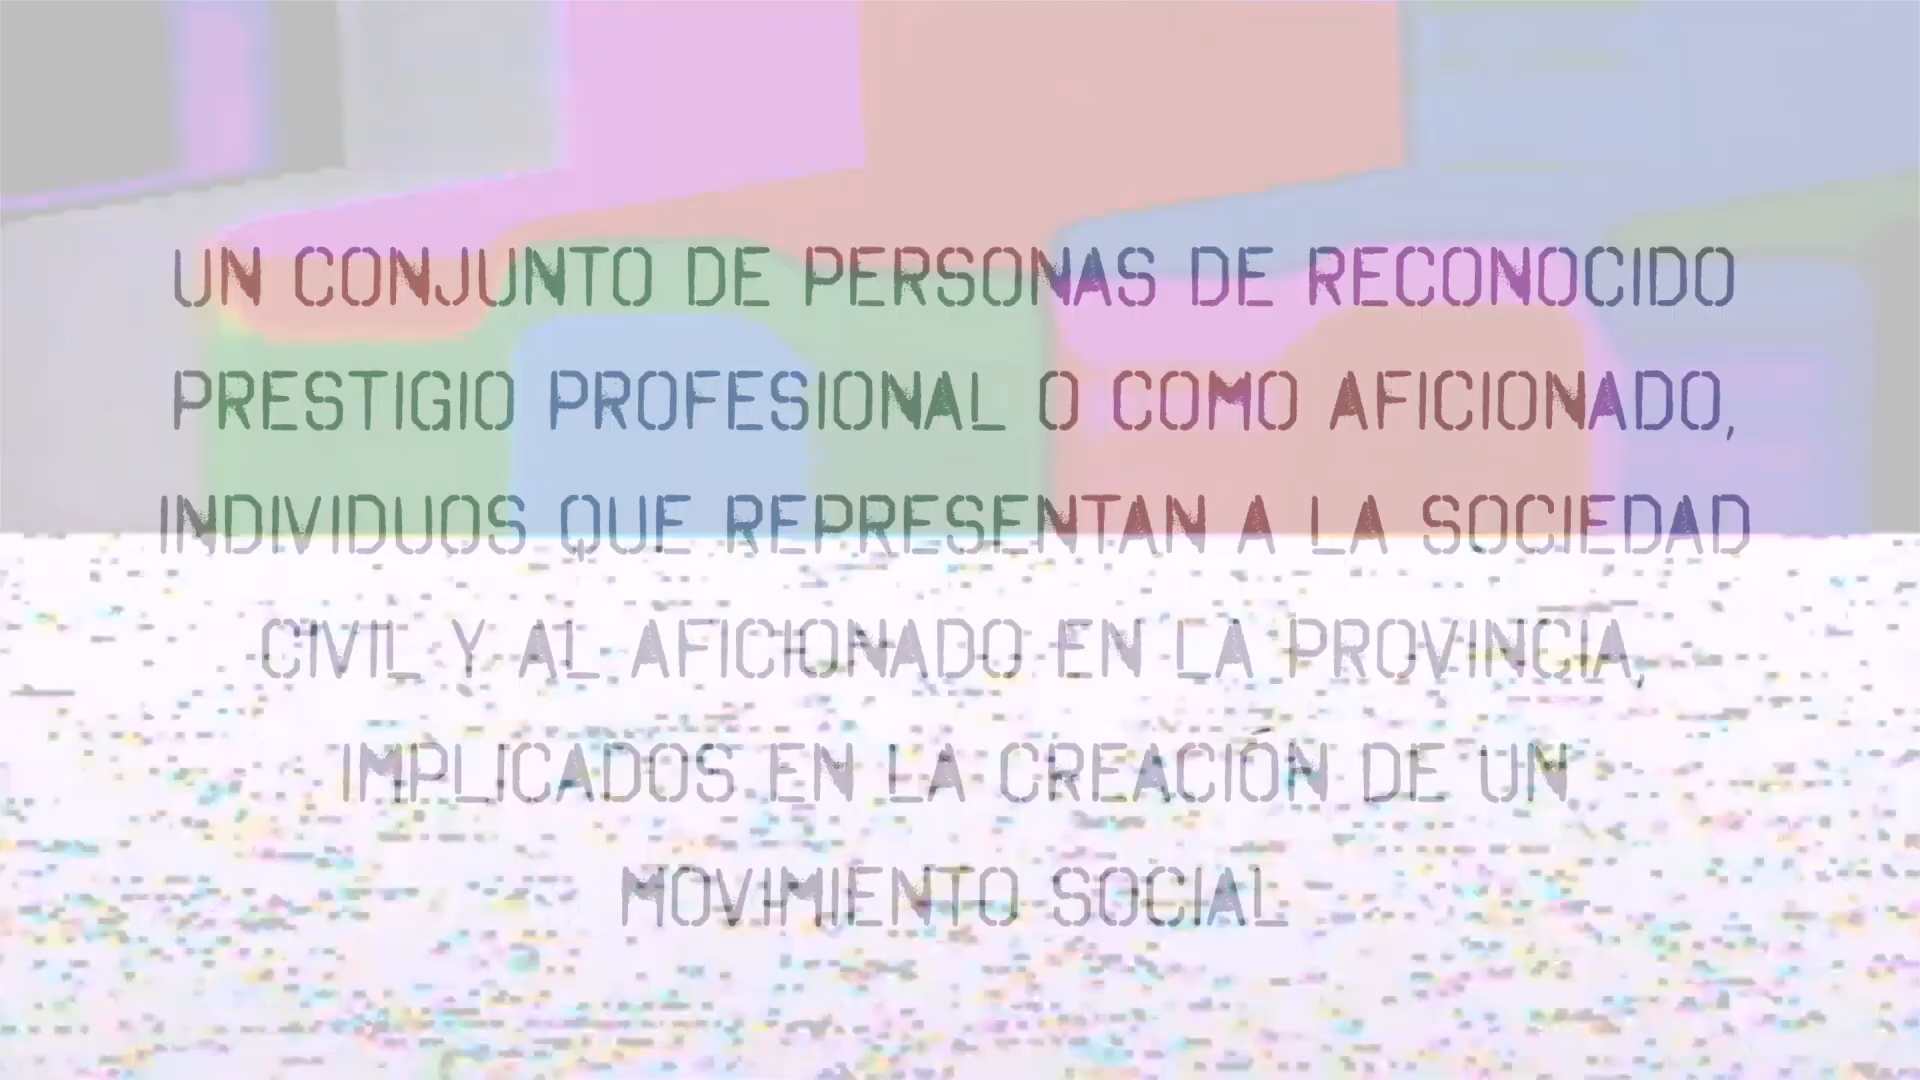 UN CONJUNTO DE PERSONAS DE RECONOCIDO
PRESTIGIO PROFESIONAL O COMO AFICIONADO,
INDIVIDUOS QUE REPRESENTAN A LA SOCIEDAD
CIVIL Y AL AFICIONADO EN LA PROVINCIA,
IMPLICADOS EN LA CREACIÓN DE UN
MOVIMIENTO SOCIAL